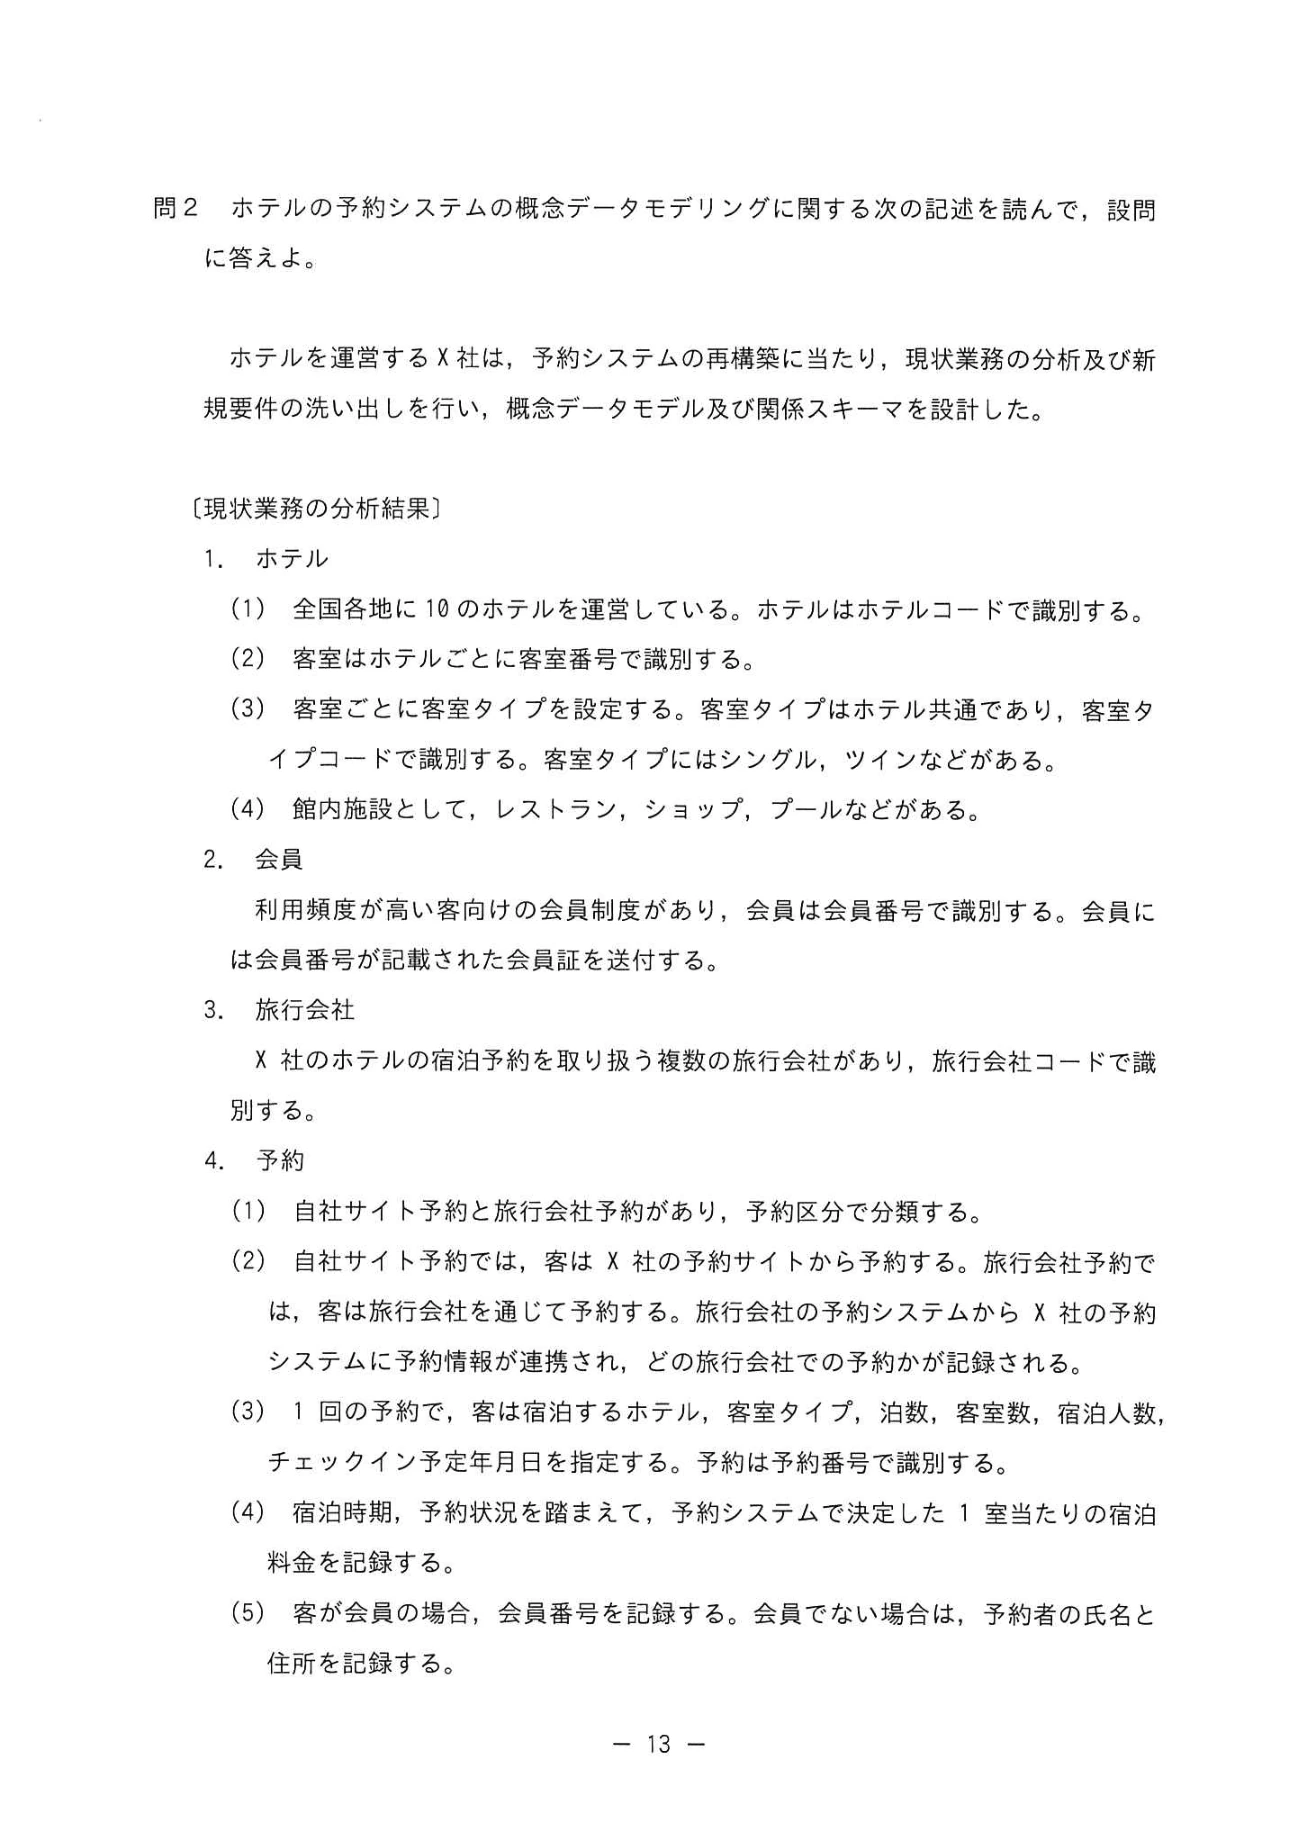 問2 ホテルの予約システムの概念データモデリングに関する次の記述を読んで，設問
に答えよ。
ホテルを運営するX社は，予約システムの再構築に当たり，現状業務の分析及び新
規要件の洗い出しを行い，概念データモデル及び関係スキーマを設計した。
〔現状業務の分析結果〕
1. ホテル
(1) 全国各地に10のホテルを運営している。ホテルはホテルコードで識別する。
(2) 客室はホテルごとに客室番号で識別する。
(3) 客室ごとに客室タイプを設定する。客室タイプはホテル共通であり，客室タ
イプコードで識別する。客室タイプにはシングル，ツインなどがある。
(4) 館内施設として，レストラン，ショップ，プールなどがある。
2. 会員
利用頻度が高い客向けの会員制度があり，会員は会員番号で識別する。会員に
は会員番号が記載された会員証を送付する。
3. 旅行会社
X 社のホテルの宿泊予約を取り扱う複数の旅行会社があり，旅行会社コードで識
別する。
4. 予約
(1) 自社サイト予約と旅行会社予約があり，予約区分で分類する。
(2) 自社サイト予約では，客は X 社の予約サイトから予約する。旅行会社予約で
は，客は旅行会社を通じて予約する。旅行会社の予約システムから X 社の予約
システムに予約情報が連携され，どの旅行会社での予約かが記録される。
(3) 1 回の予約で，客は宿泊するホテル，客室タイプ，泊数，客室数，宿泊人数，
チェックイン予定年月日を指定する。予約は予約番号で識別する。
(4) 宿泊時期，予約状況を踏まえて，予約システムで決定した 1 室当たりの宿泊
料金を記録する。
(5) 客が会員の場合，会員番号を記録する。会員でない場合は，予約者の氏名と
住所を記録する。
－ 13 －